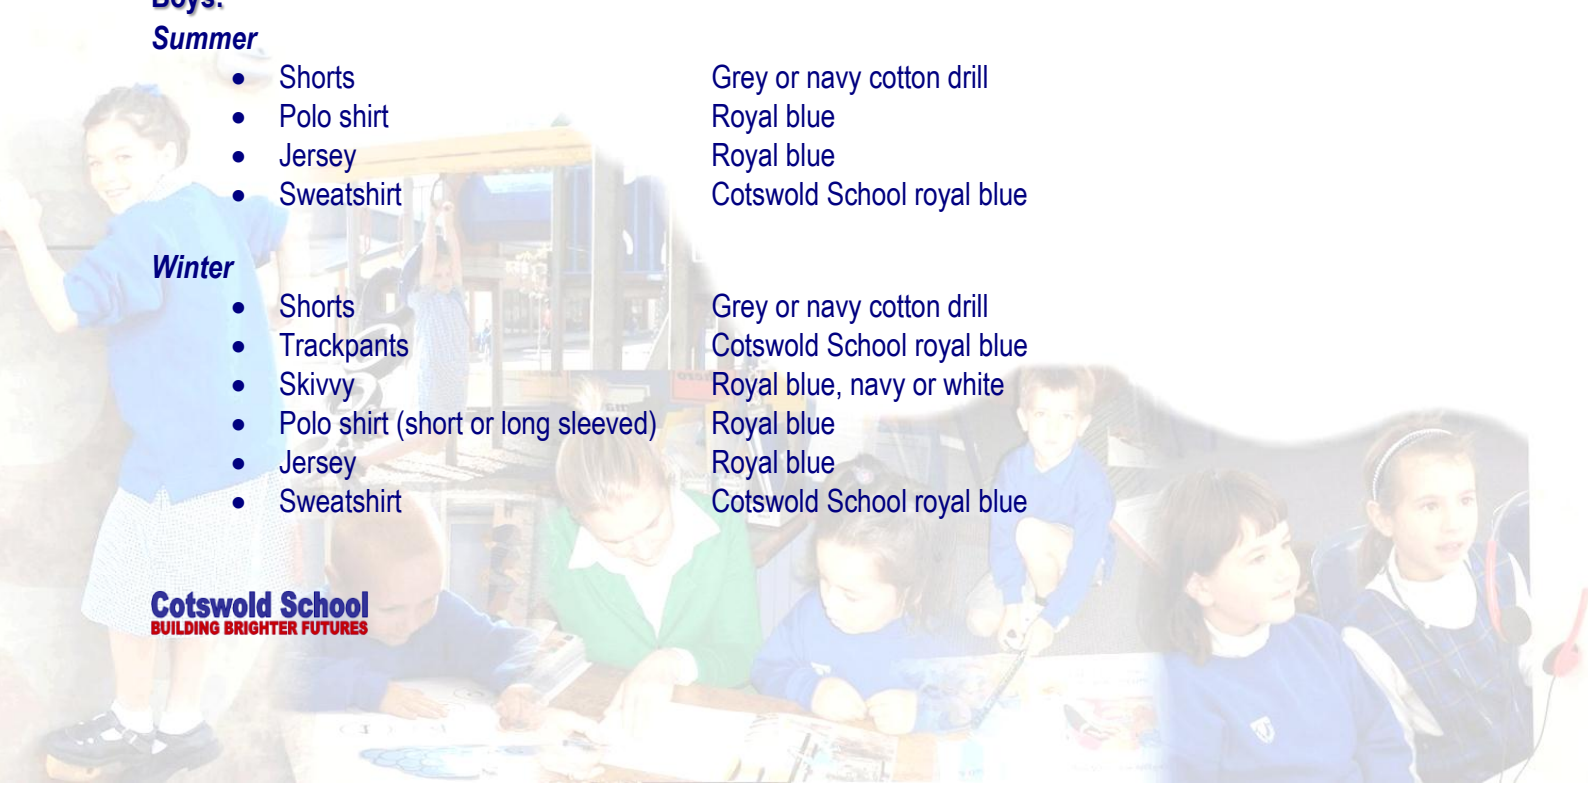 Boys:
Summer
• Shorts Grey or navy cotton drill
• Polo shirt Royal blue
• Jersey Royal blue
• Sweatshirt Cotswold School royal blue
Winter
• Shorts Grey or navy cotton drill
• Trackpants Cotswold School royal blue
• Skivvy Royal blue, navy or white
• Polo shirt (short or long sleeved) Royal blue
• Jersey Royal blue
• Sweatshirt Cotswold School royal blue
Cotswold School
BUILDING BRIGHTER FUTURES